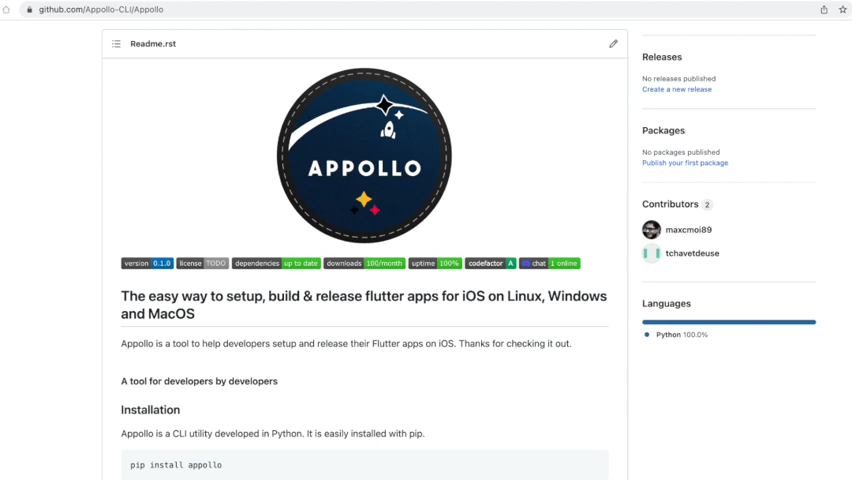 github.com/Appollo-CLI/Appollo
Readme.rst
APPOLLO
version 0.1.0 license TODO dependencies up to date downloads 100/month uptime 100% codefactor A chat 1 online
The easy way to setup, build & release flutter apps for iOS on Linux, Windows
and MacOS
Appollo is a tool to help developers setup and release their Flutter apps on iOS. Thanks for checking it out.
A tool for developers by developers
Installation
Appollo is a CLI utility developed in Python. It is easily installed with pip.
pip install appollo
Releases
No releases published
Create a new release
Packages
No packages published
Publish your first package
Contributors 2
maxcmoi89
tchavetdeuse
Languages
Python 100.0%